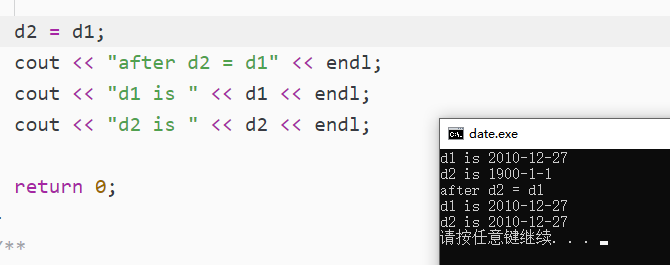 d2 = d1;
cout << "after d2 = d1" << endl;
cout << "d1 is " << d1 << endl;
cout << "d2 is " << d2 << endl;
return 0;
/**
date.exe
d1 is 2010-12-27
d2 is 1900-1-1
after d2 = d1
d1 is 2010-12-27
d2 is 2010-12-27
请按任意键继续. . .